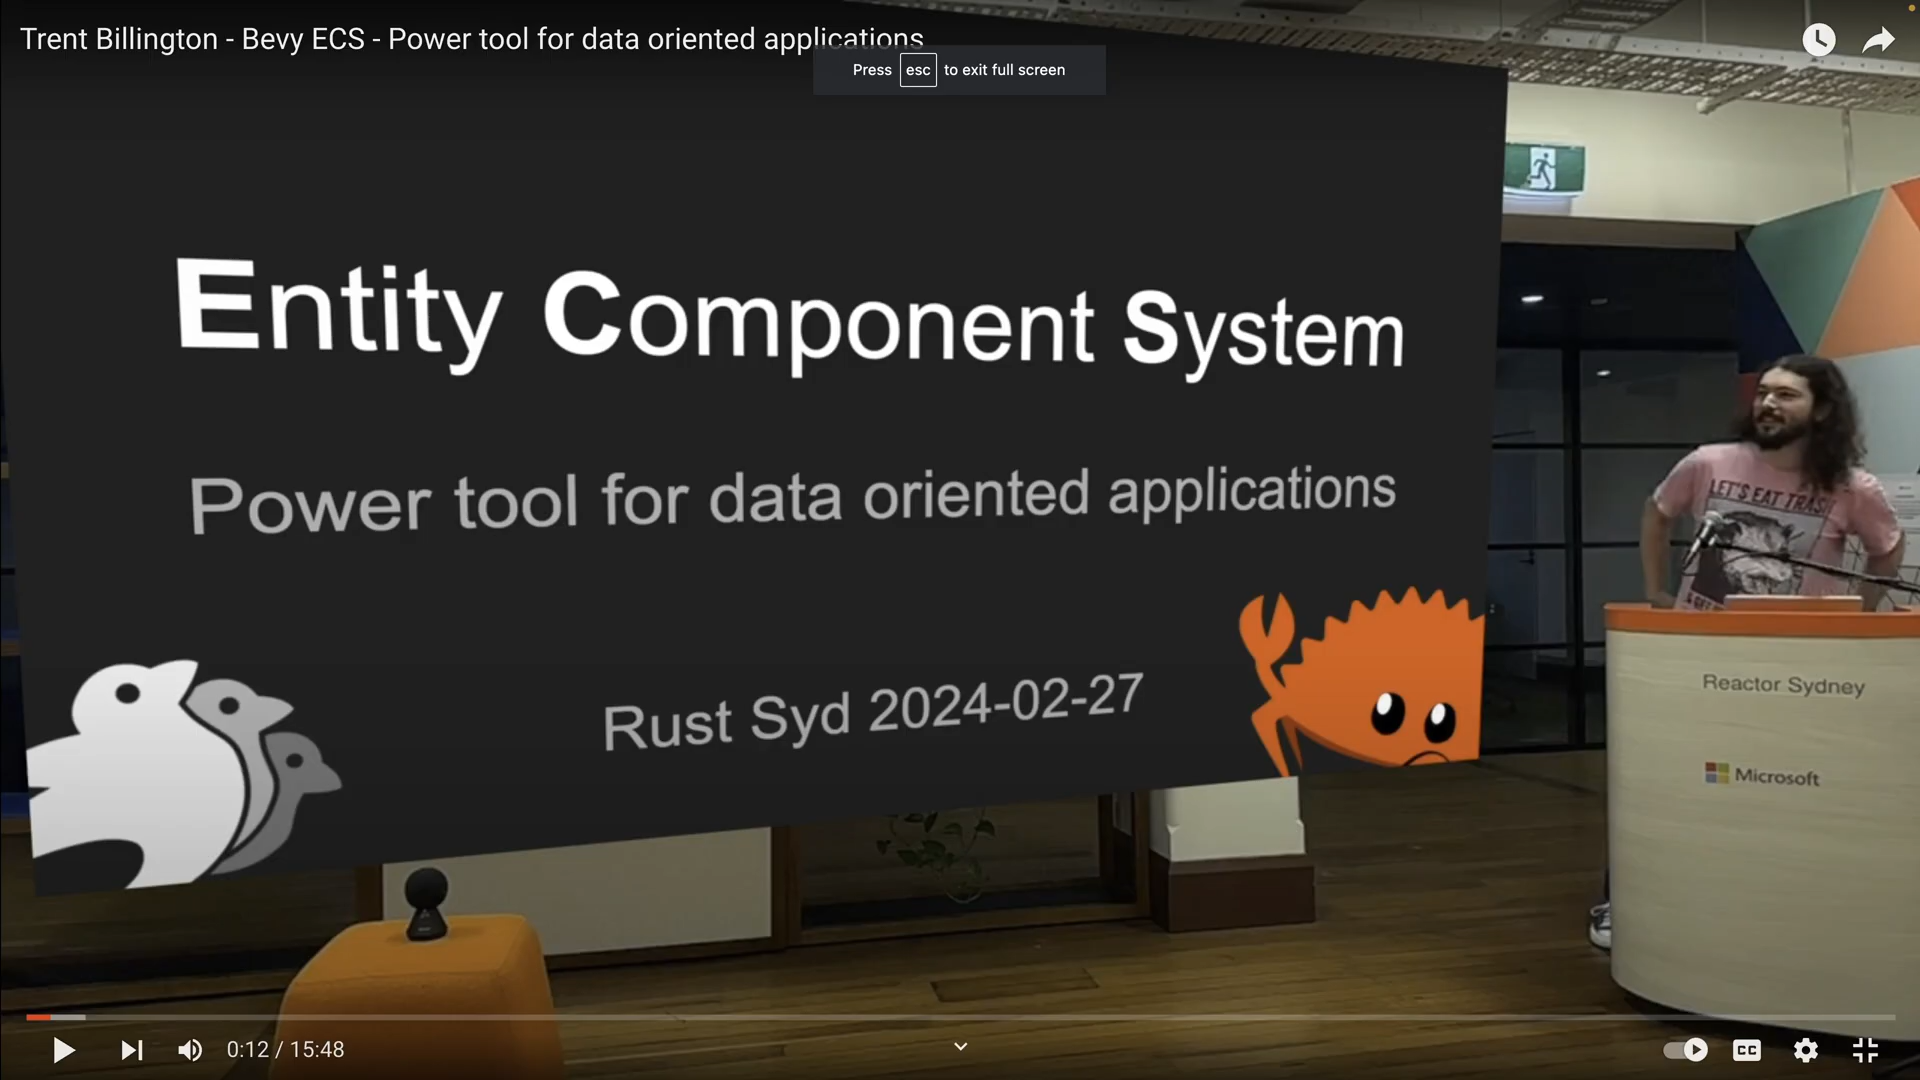 Trent Billington - Bevy ECS - Power tool for data oriented applications
Press esc to exit full screen
Entity Component System
Power tool for data oriented applications
Rust Syd 2024-02-27
LET'S EAT TRASH
Reactor Sydney
Microsoft
0:12 / 15:48
CC